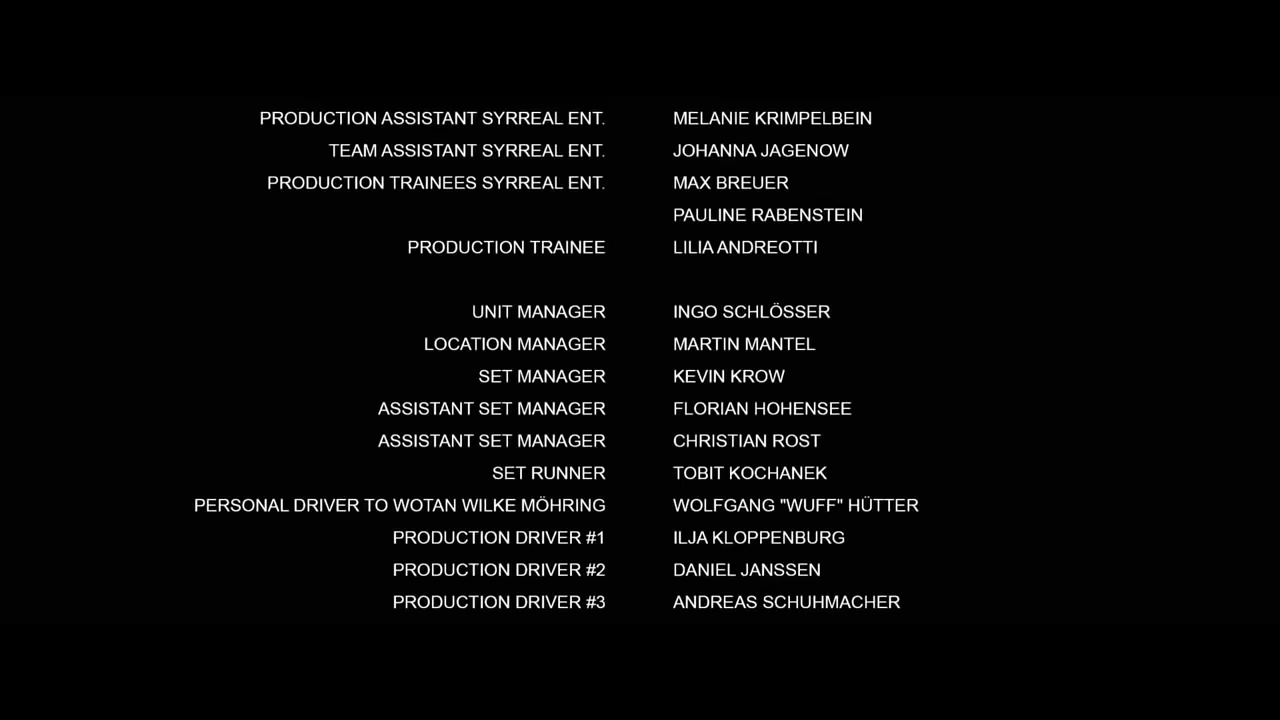 PRODUCTION ASSISTANT SYRREAL ENT. MELANIE KRIMPELBEIN
TEAM ASSISTANT SYRREAL ENT. JOHANNA JAGENOW
PRODUCTION TRAINEES SYRREAL ENT. MAX BREUER
PAULINE RABENSTEIN
PRODUCTION TRAINEE LILIA ANDREOTTI
UNIT MANAGER INGO SCHLÖSSER
LOCATION MANAGER MARTIN MANTEL
SET MANAGER KEVIN KROW
ASSISTANT SET MANAGER FLORIAN HOHENSEE
ASSISTANT SET MANAGER CHRISTIAN ROST
SET RUNNER TOBIT KOCHANEK
PERSONAL DRIVER TO WOTAN WILKE MÖHRING WOLFGANG "WUFF" HÜTTER
PRODUCTION DRIVER #1 ILJA KLOPPENBURG
PRODUCTION DRIVER #2 DANIEL JANSSEN
PRODUCTION DRIVER #3 ANDREAS SCHUHMACHER